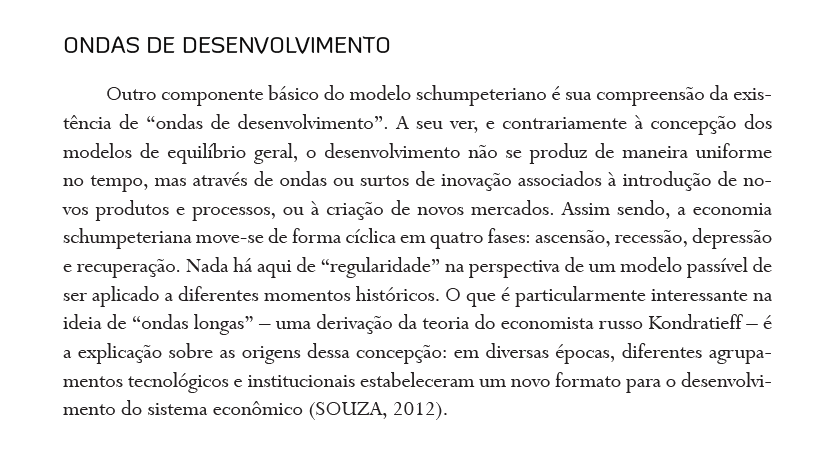 ONDAS DE DESENVOLVIMENTO
Outro componente básico do modelo schumpeteriano é sua compreensão da exis-
tência de “ondas de desenvolvimento”. A seu ver, e contrariamente à concepção dos
modelos de equilíbrio geral, o desenvolvimento não se produz de maneira uniforme
no tempo, mas através de ondas ou surtos de inovação associados à introdução de no-
vos produtos e processos, ou à criação de novos mercados. Assim sendo, a economia
schumpeteriana move-se de forma cíclica em quatro fases: ascensão, recessão, depressão
e recuperação. Nada há aqui de “regularidade” na perspectiva de um modelo passível de
ser aplicado a diferentes momentos históricos. O que é particularmente interessante na
ideia de “ondas longas” – uma derivação da teoria do economista russo Kondratieff – é
a explicação sobre as origens dessa concepção: em diversas épocas, diferentes agrupa-
mentos tecnológicos e institucionais estabeleceram um novo formato para o desenvolvi-
mento do sistema econômico (SOUZA, 2012).